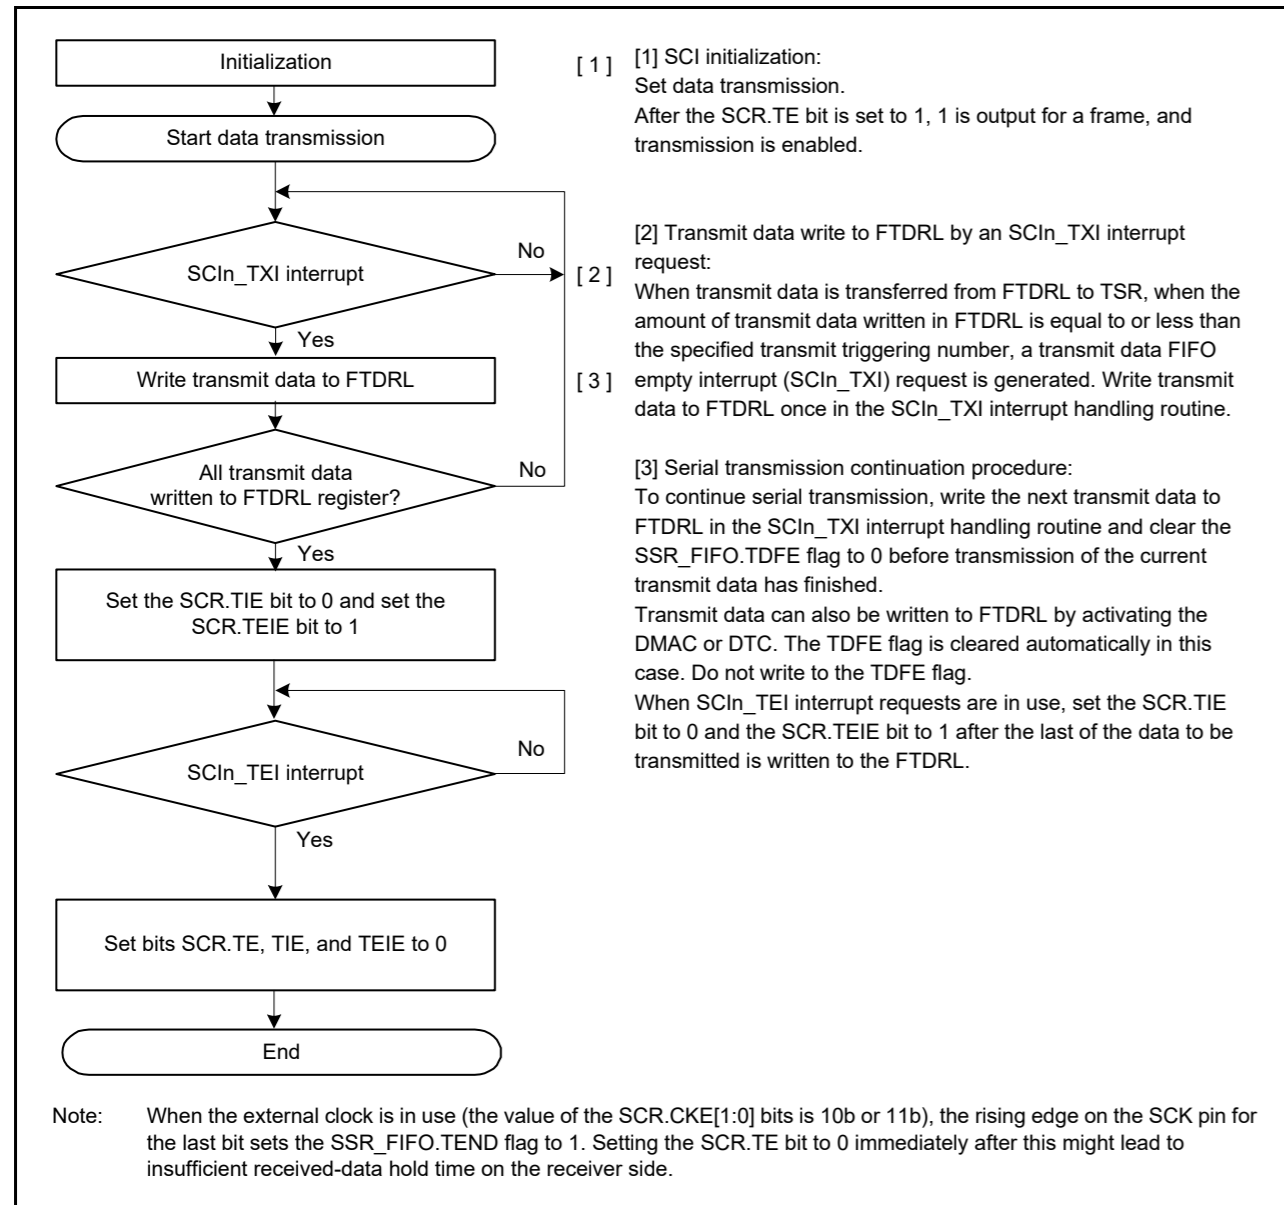 Initialization
[ 1 ]
[1] SCI initialization:
Set data transmission.
After the SCR.TE bit is set to 1, 1 is output for a frame, and
transmission is enabled.
Start data transmission
SCIn_TXI interrupt
No
Yes
[ 2 ]
[2] Transmit data write to FTDRL by an SCIn_TXI interrupt
request:
When transmit data is transferred from FTDRL to TSR, when the
amount of transmit data written in FTDRL is equal to or less than
the specified transmit triggering number, a transmit data FIFO
empty interrupt (SCIn_TXI) request is generated. Write transmit
data to FTDRL once in the SCIn_TXI interrupt handling routine.
Write transmit data to FTDRL
[ 3 ]
All transmit data
written to FTDRL register?
No
Yes
[3] Serial transmission continuation procedure:
To continue serial transmission, write the next transmit data to
FTDRL in the SCIn_TXI interrupt handling routine and clear the
SSR_FIFO.TDFE flag to 0 before transmission of the current
transmit data has finished.
Transmit data can also be written to FTDRL by activating the
DMAC or DTC. The TDFE flag is cleared automatically in this
case. Do not write to the TDFE flag.
When SCIn_TEI interrupt requests are in use, set the SCR.TIE
bit to 0 and the SCR.TEIE bit to 1 after the last of the data to be
transmitted is written to the FTDRL.
Set the SCR.TIE bit to 0 and set the
SCR.TEIE bit to 1
SCIn_TEI interrupt
No
Yes
Set bits SCR.TE, TIE, and TEIE to 0
End
Note: When the external clock is in use (the value of the SCR.CKE[1:0] bits is 10b or 11b), the rising edge on the SCK pin for
the last bit sets the SSR_FIFO.TEND flag to 1. Setting the SCR.TE bit to 0 immediately after this might lead to
insufficient received-data hold time on the receiver side.